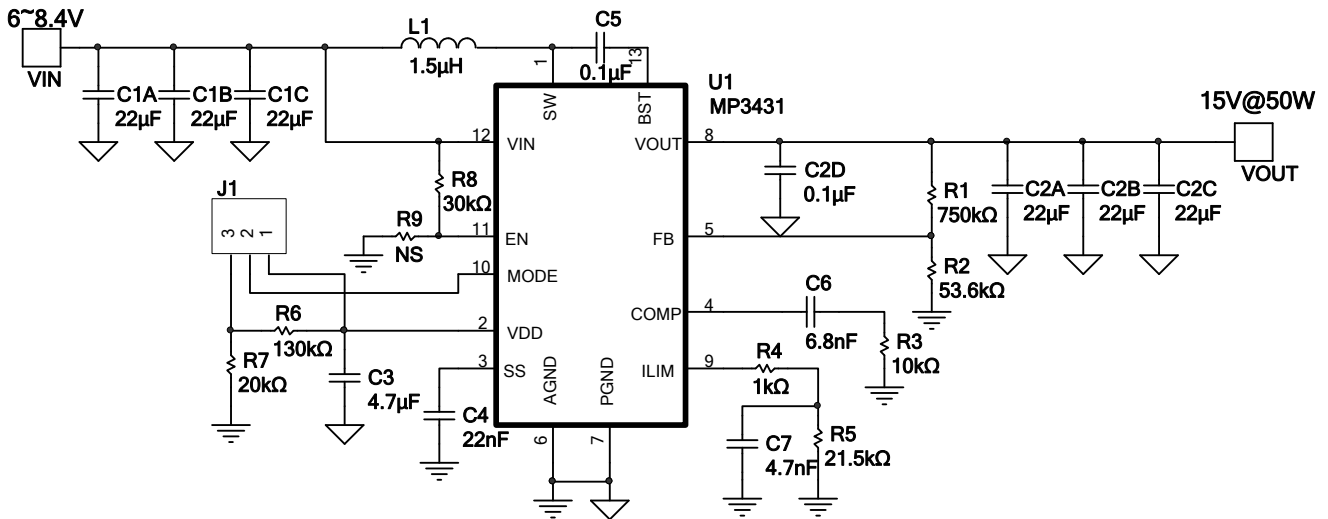 6~8.4V
VIN
C1A
22µF
C1B
22µF
C1C
22µF
L1
1.5µH
C5
0.1µF
1
13
U1
MP3431
SW
BST
12
VIN
VOUT
8
15V@50W
VOUT
R8
30kΩ
R9
NS
11
EN
FB
5
C2D
0.1µF
R1
750kΩ
C2A
22µF
C2B
22µF
C2C
22µF
R2
53.6kΩ
J1
3
2
1
10
MODE
COMP
4
C6
6.8nF
R3
10kΩ
R6
130kΩ
2
VDD
R7
20kΩ
C3
4.7µF
3
SS
ILIM
9
R4
1kΩ
C4
22nF
AGND
PGND
6
7
C7
4.7nF
R5
21.5kΩ